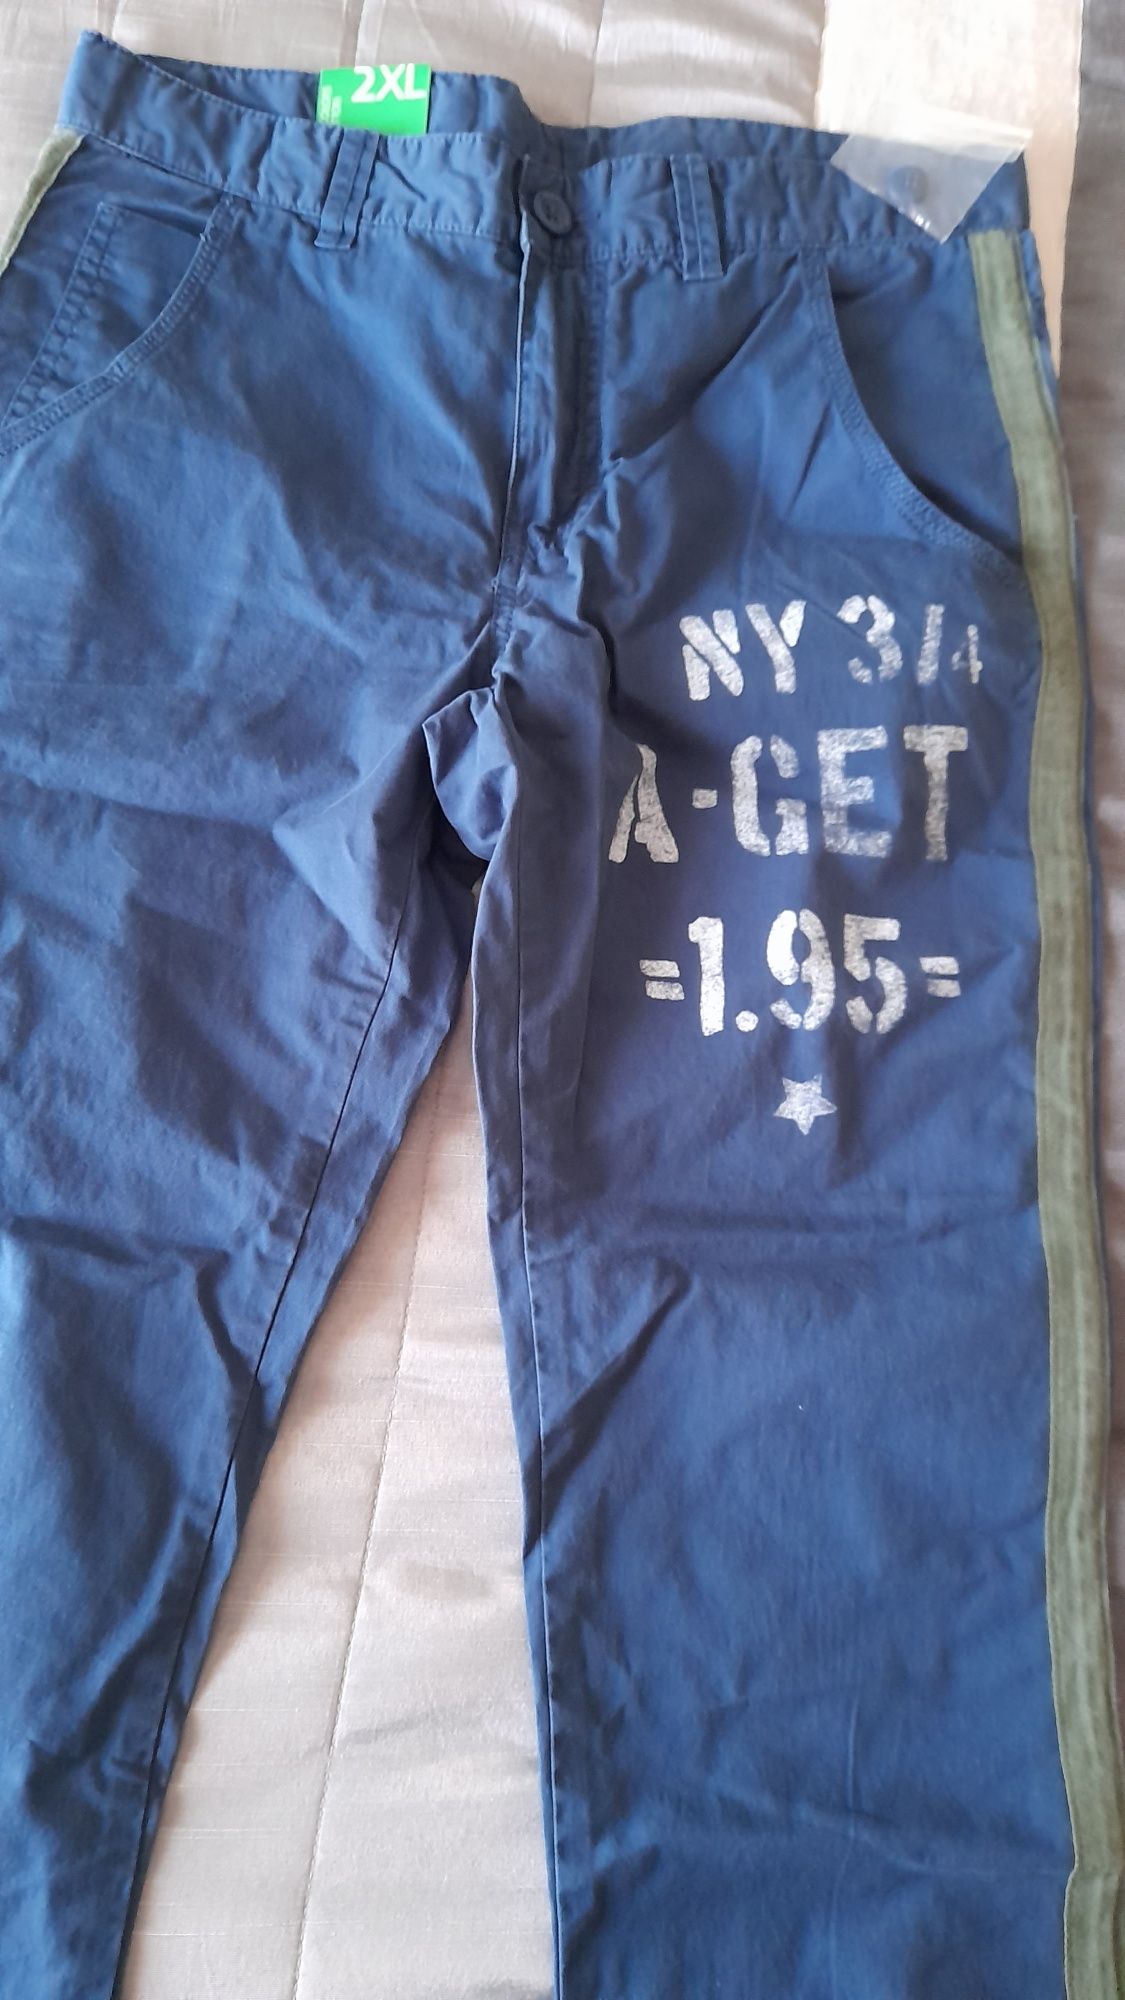 2XL
NY 3/4
A-GET
=1.95=